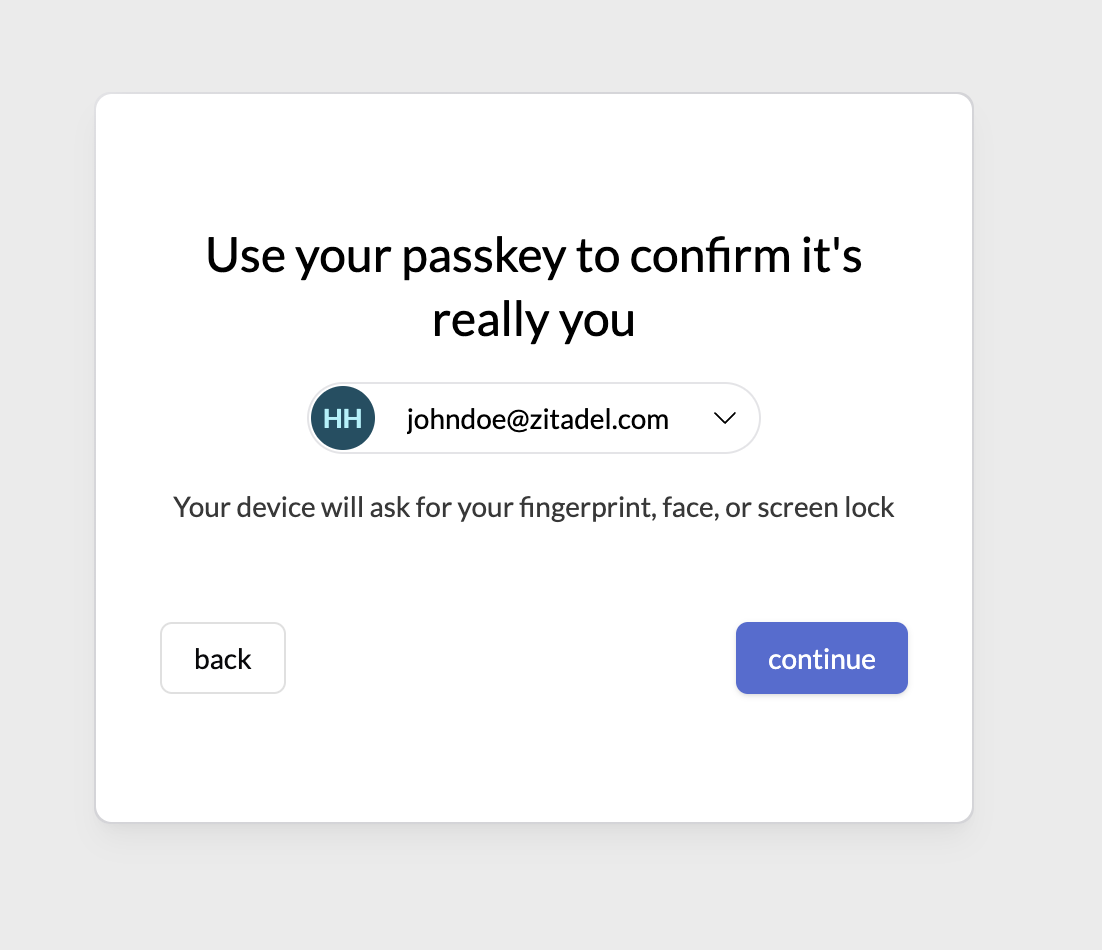 Use your passkey to confirm it's
really you
HH johndoe@zitadel.com
Your device will ask for your fingerprint, face, or screen lock
back continue